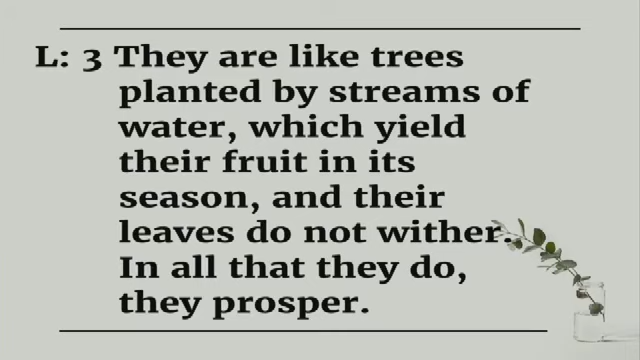 L: 3 They are like trees
planted by streams of
water, which yield
their fruit in its
season, and their
leaves do not wither.
In all that they do,
they prosper.